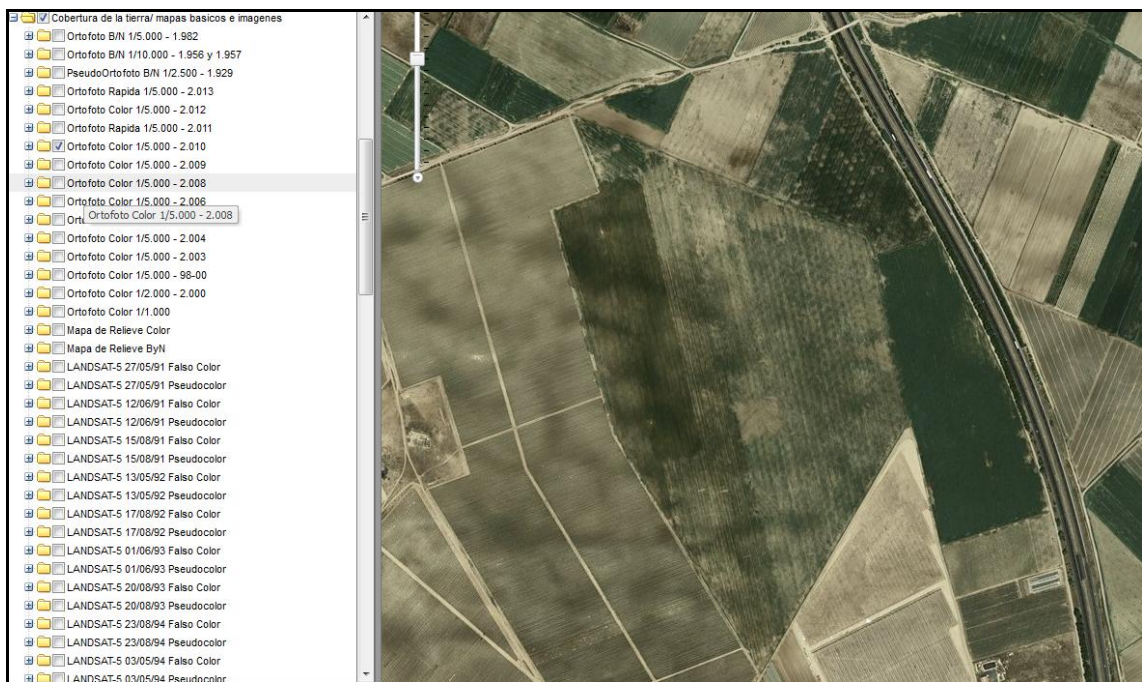 Cobertura de la tierra/ mapas basicos e imagenes
Ortofoto B/N 1/5.000 - 1.982
Ortofoto B/N 1/10.000 - 1.956 y 1.957
PseudoOrtofoto B/N 1/2.500 - 1.929
Ortofoto Rapida 1/5.000 - 2.013
Ortofoto Color 1/5.000 - 2.012
Ortofoto Rapida 1/5.000 - 2.011
Ortofoto Color 1/5.000 - 2.010
Ortofoto Color 1/5.000 - 2.009
Ortofoto Color 1/5.000 - 2.008
Ortofoto Color 1/5.000 - 2.006
Ortofoto Color 1/5.000 - 2.008
Ortofoto Color 1/5.000 - 2.004
Ortofoto Color 1/5.000 - 2.003
Ortofoto Color 1/5.000 - 98-00
Ortofoto Color 1/2.000 - 2.000
Ortofoto Color 1/1.000
Mapa de Relieve Color
Mapa de Relieve ByN
LANDSAT-5 27/05/91 Falso Color
LANDSAT-5 27/05/91 Pseudocolor
LANDSAT-5 12/06/91 Falso Color
LANDSAT-5 12/06/91 Pseudocolor
LANDSAT-5 15/08/91 Falso Color
LANDSAT-5 15/08/91 Pseudocolor
LANDSAT-5 13/05/92 Falso Color
LANDSAT-5 13/05/92 Pseudocolor
LANDSAT-5 17/08/92 Falso Color
LANDSAT-5 17/08/92 Pseudocolor
LANDSAT-5 01/06/93 Falso Color
LANDSAT-5 01/06/93 Pseudocolor
LANDSAT-5 20/08/93 Falso Color
LANDSAT-5 20/08/93 Pseudocolor
LANDSAT-5 23/08/94 Falso Color
LANDSAT-5 23/08/94 Pseudocolor
LANDSAT-5 03/05/94 Falso Color
LANDSAT-5 03/05/94 Pseudocolor